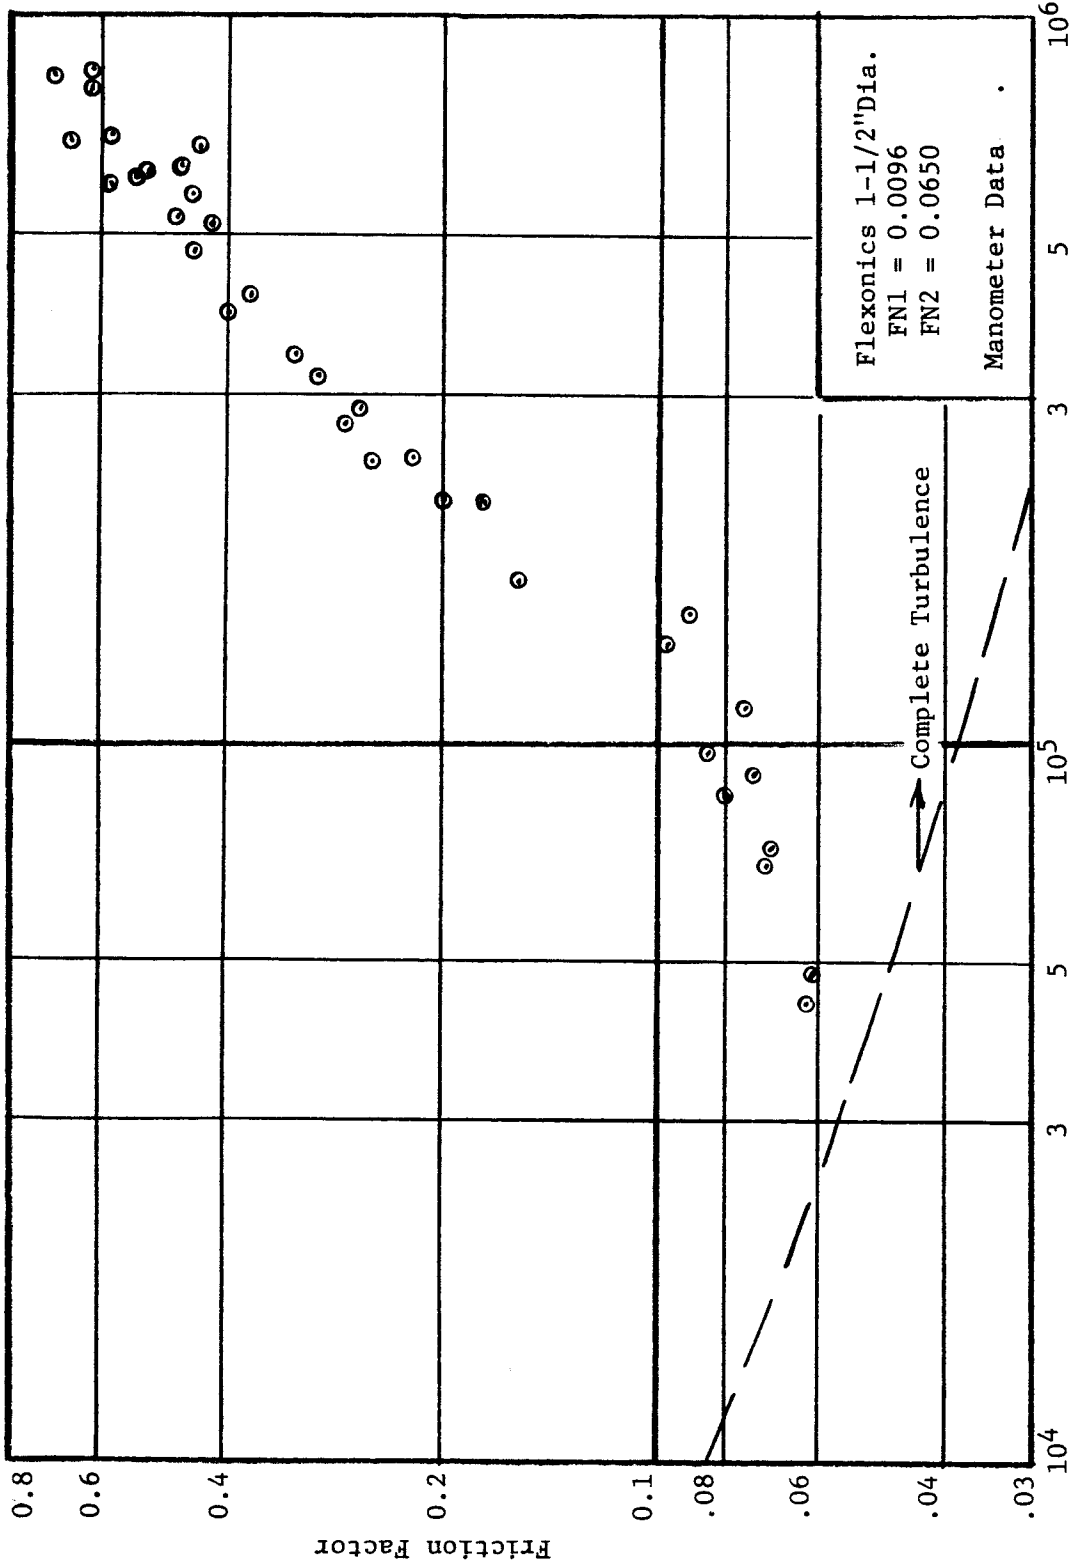 Friction Factor
0.8
0.6
0.4
0.2
0.1
.08
.06
.04
.03
10^4
3
5
10^5
3
5
10^6
Complete Turbulence
Flexonics 1-1/2"Dia.
FN1 = 0.0096
FN2 = 0.0650
Manometer Data .